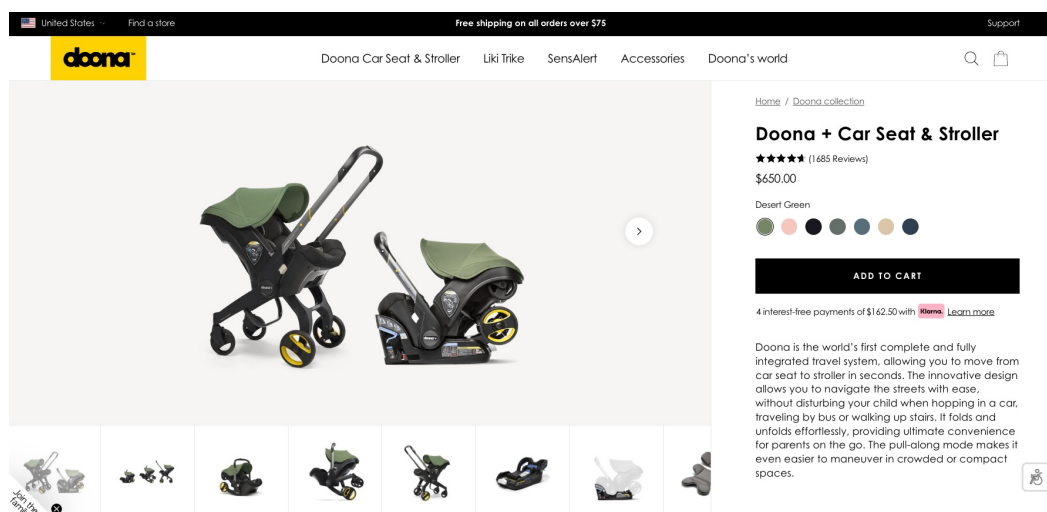 United States
Find a store
Free shipping on all orders over $75
Support
doona
Doona Car Seat & Stroller
Liki Trike
SensAlert
Accessories
Doona's world
Home / Doona collection
Doona + Car Seat & Stroller
(1685 Reviews)
$650.00
Desert Green
ADD TO CART
4 interest-free payments of $162.50 with Klarna. Learn more
Doona is the world's first complete and fully
integrated travel system, allowing you to move from
car seat to stroller in seconds. The innovative design
allows you to navigate the streets with ease,
without disturbing your child when hopping in a car,
traveling by bus or walking up stairs. It folds and
unfolds effortlessly, providing ultimate convenience
for parents on the go. The pull-along mode makes it
even easier to maneuver in crowded or compact
spaces.
Join the